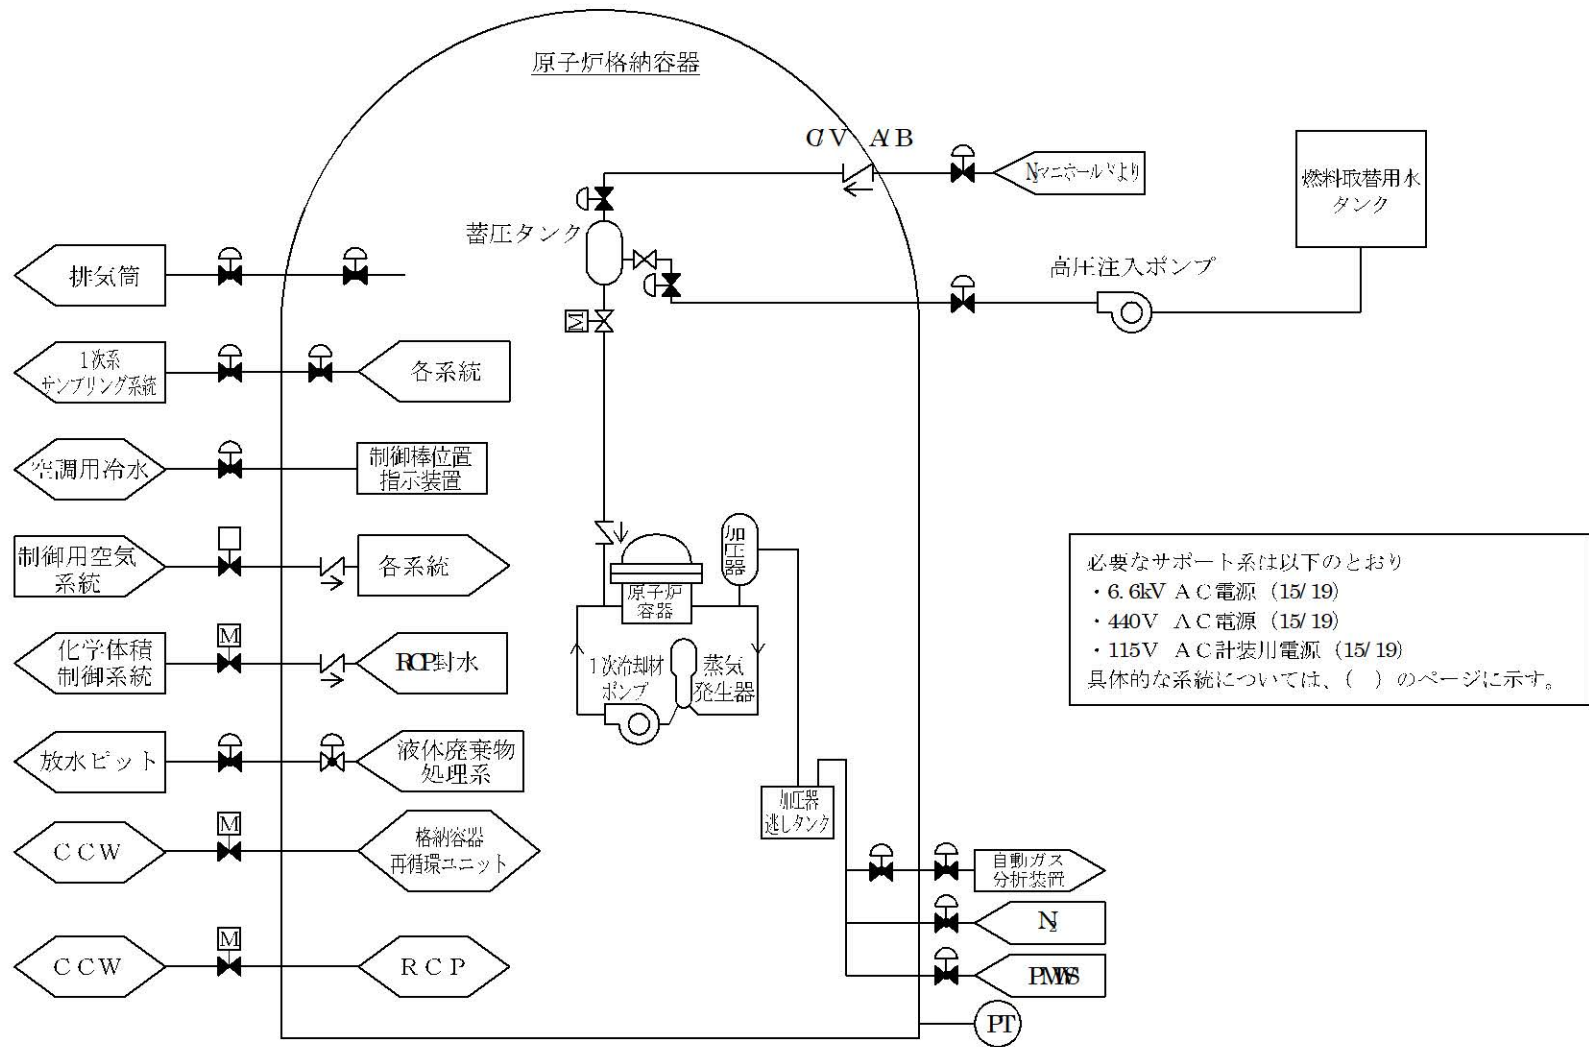 原子炉格納容器
C/V A/B
N₂マニホールドより
燃料取替用水
タンク
蓄圧タンク
高圧注入ポンプ
排気筒
M
1次系
サンプリング系統
各系統
空調用冷水
制御棒位置
指示装置
制御用空気
系統
各系統
加圧器
原子炉
容器
化学体積
制御系統
M
RCP封水
1次冷却材
ポンプ
蒸気
発生器
必要なサポート系は以下のとおり
・6.6kV AC電源 (15/19)
・440V AC電源 (15/19)
・115V AC計装用電源 (15/19)
具体的な系統については、( )のページに示す。
放水ピット
液体廃棄物
処理系
加圧器
逃しタンク
CCW
M
格納容器
再循環ユニット
自動ガス
分析装置
N₂
CCW
M
RCP
PMWS
PT